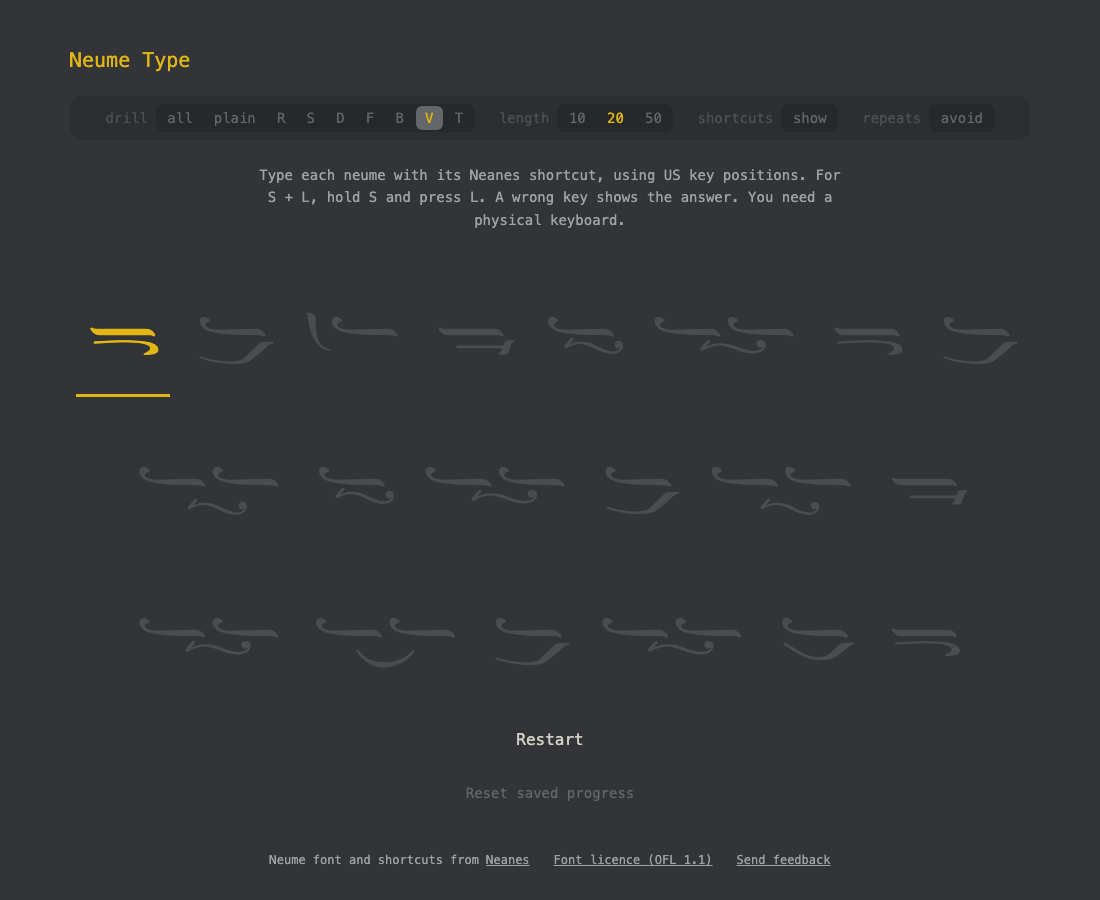 Neume Type
drill all plain R S D F B V T length 10 20 50 shortcuts show repeats avoid
Type each neume with its Neanes shortcut, using US key positions. For
S + L, hold S and press L. A wrong key shows the answer. You need a
physical keyboard.
Restart
Reset saved progress
Neume font and shortcuts from Neanes Font licence (OFL 1.1) Send feedback